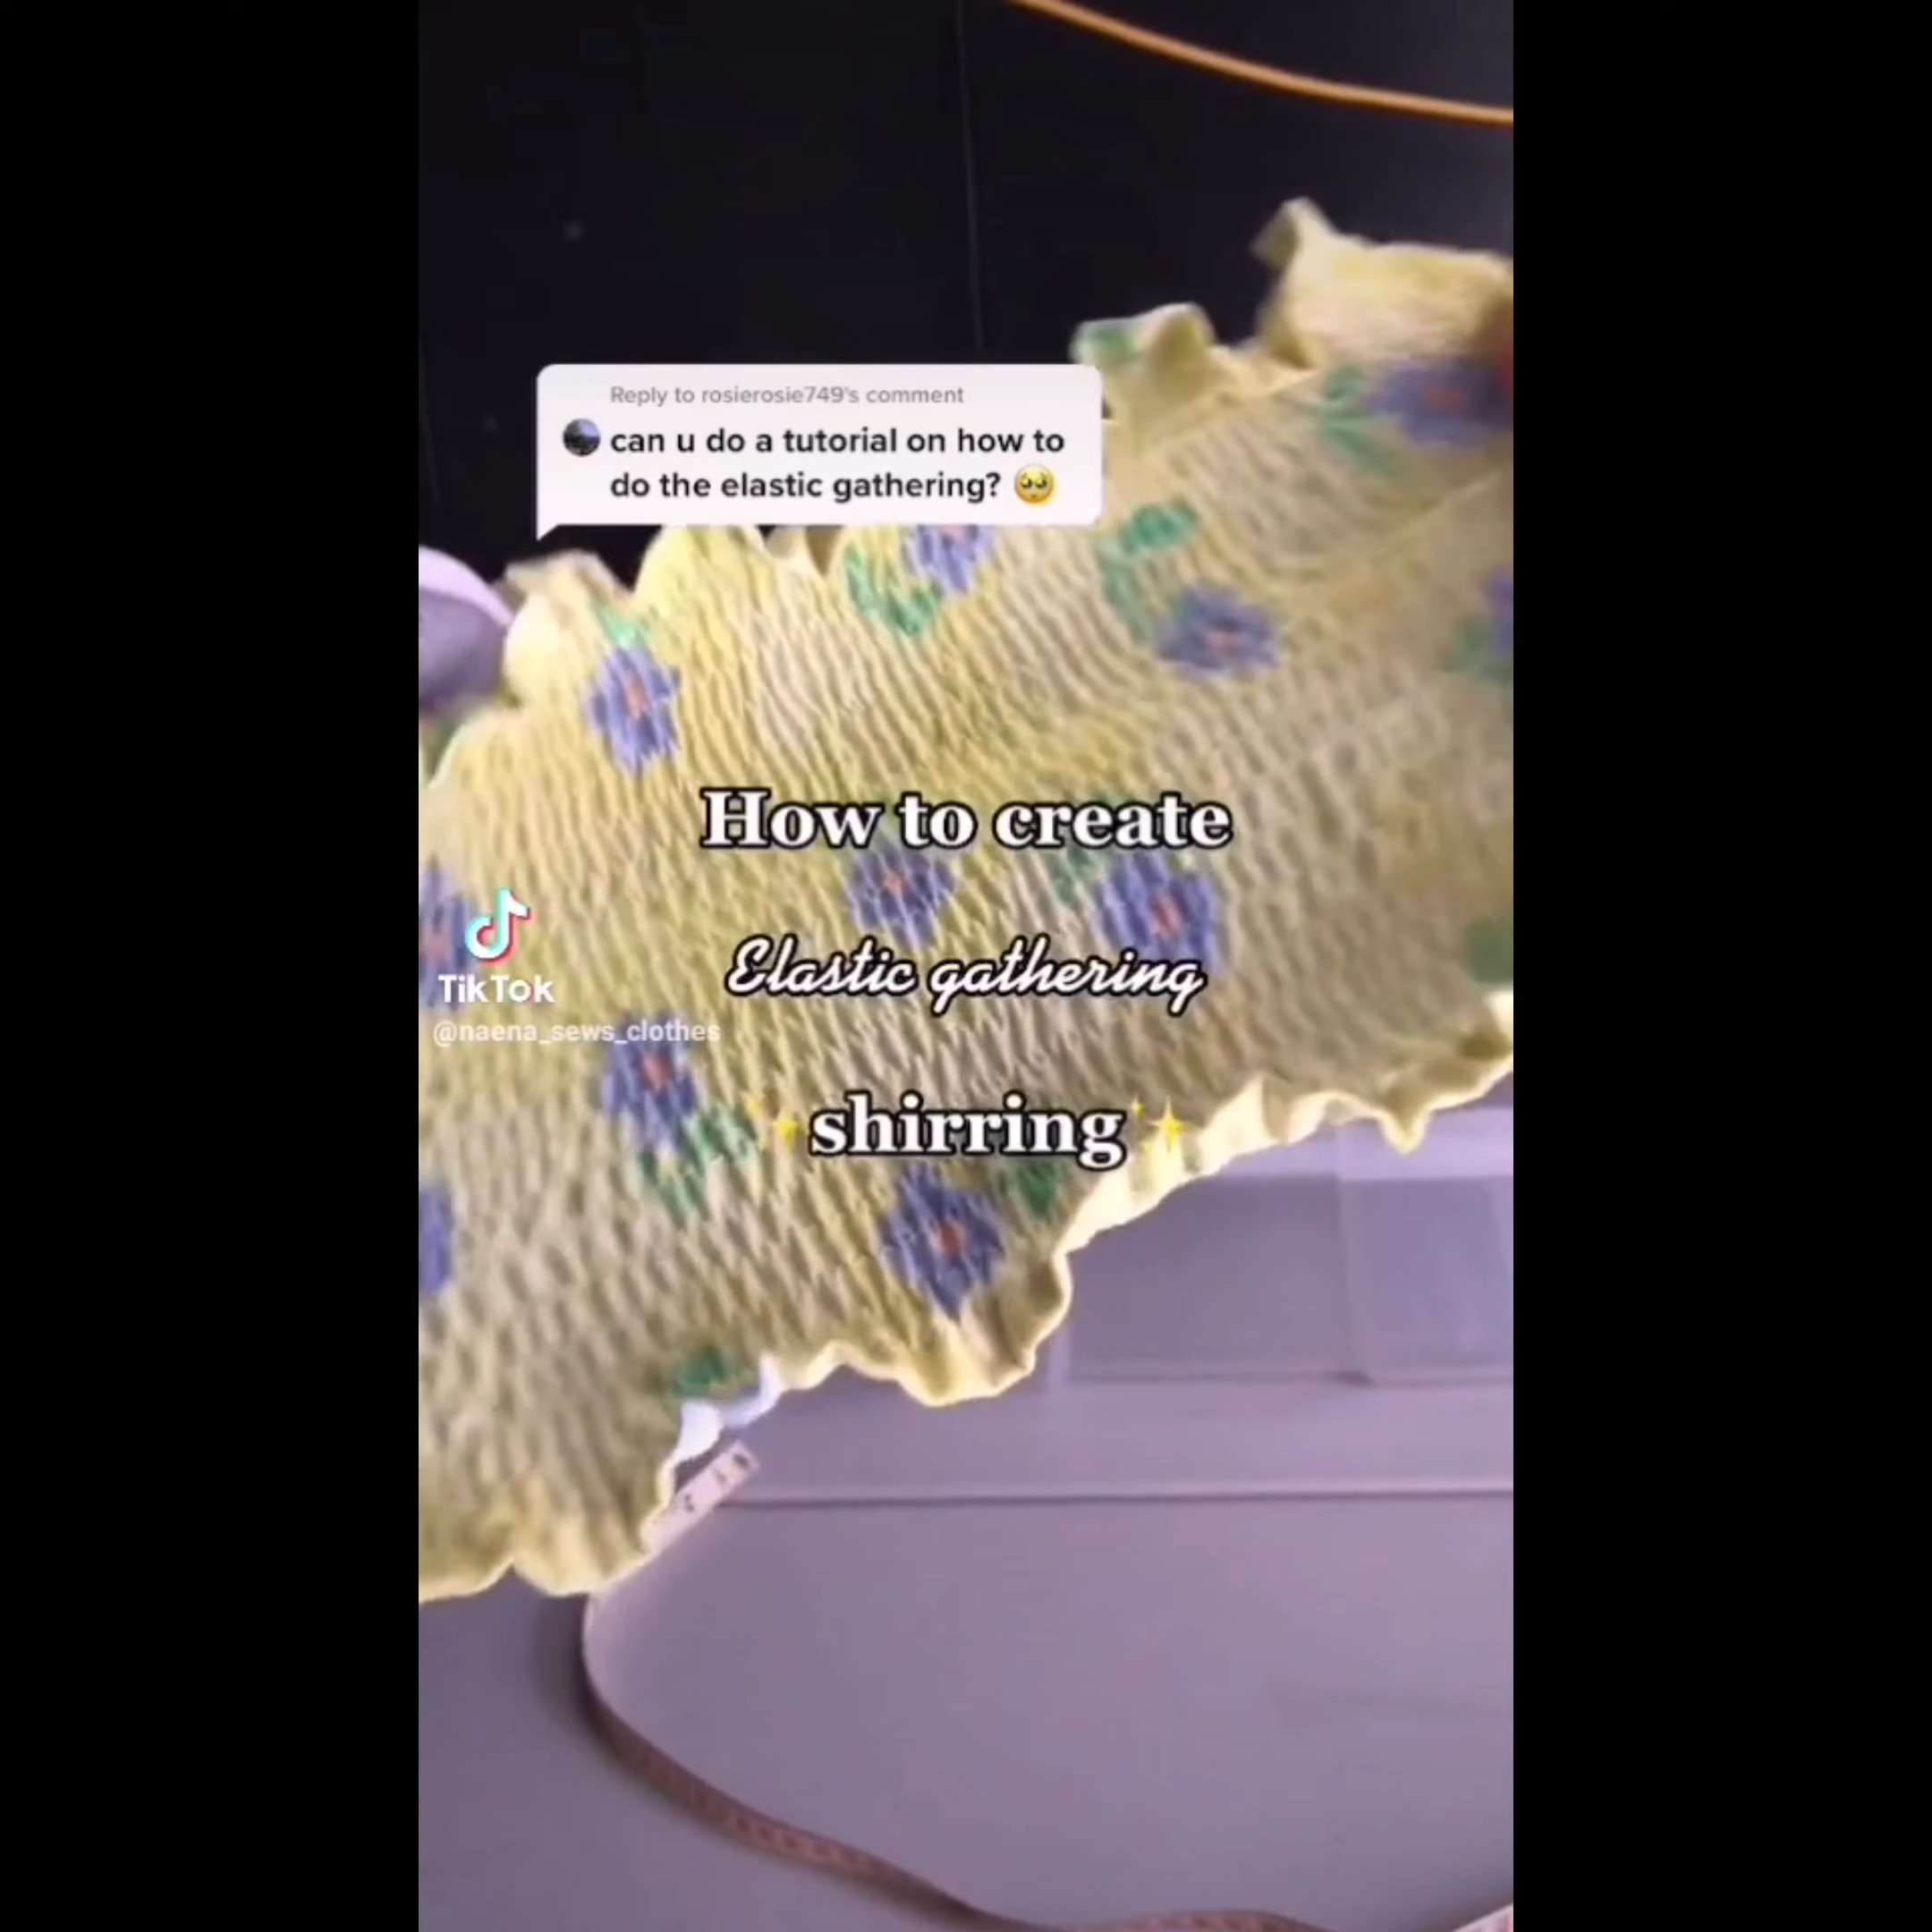 Reply to rosierosie749's comment
can u do a tutorial on how to
do the elastic gathering? 🥹
How to create
Elastic gathering
✨shirring✨
TikTok
@naena_sews_clothes